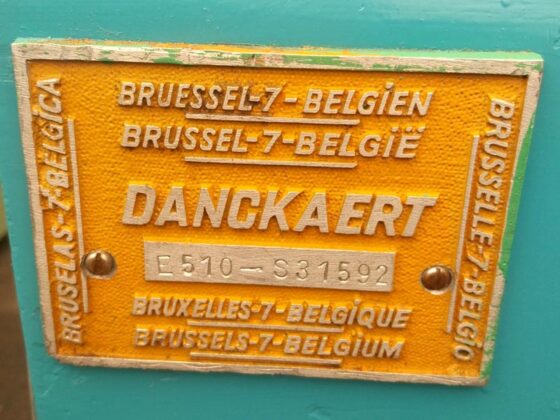 BRUESSEL-7-BELGIEN
BRUSSEL-7-BELGIË
DANCKAERT
E510-S31592
BRUXELLES-7-BELGIQUE
BRUSSELS-7-BELGIUM
BRUSELAS-7-BELGICA
BRUSSELLE-7-BELGIO